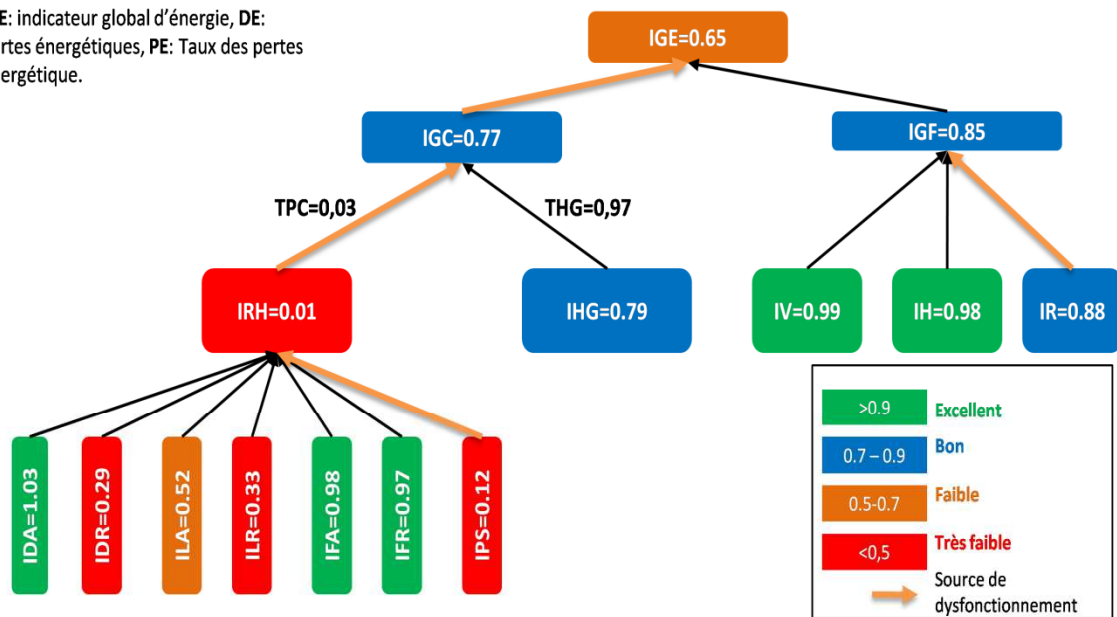 E: indicateur global d'énergie, DE:
rtes énergétiques, PE: Taux des pertes
ergétique.
IGE=0.65
IGC=0.77
IGF=0.85
TPC=0,03
THG=0,97
IRH=0.01
IHG=0.79
IV=0.99
IH=0.98
IR=0.88
IDA=1.03
IDR=0.29
ILA=0.52
ILR=0.33
IFA=0.98
IFR=0.97
IPS=0.12
>0.9 Excellent
0.7 – 0.9 Bon
0.5-0.7 Faible
<0,5 Très faible
Source de
dysfonctionnement